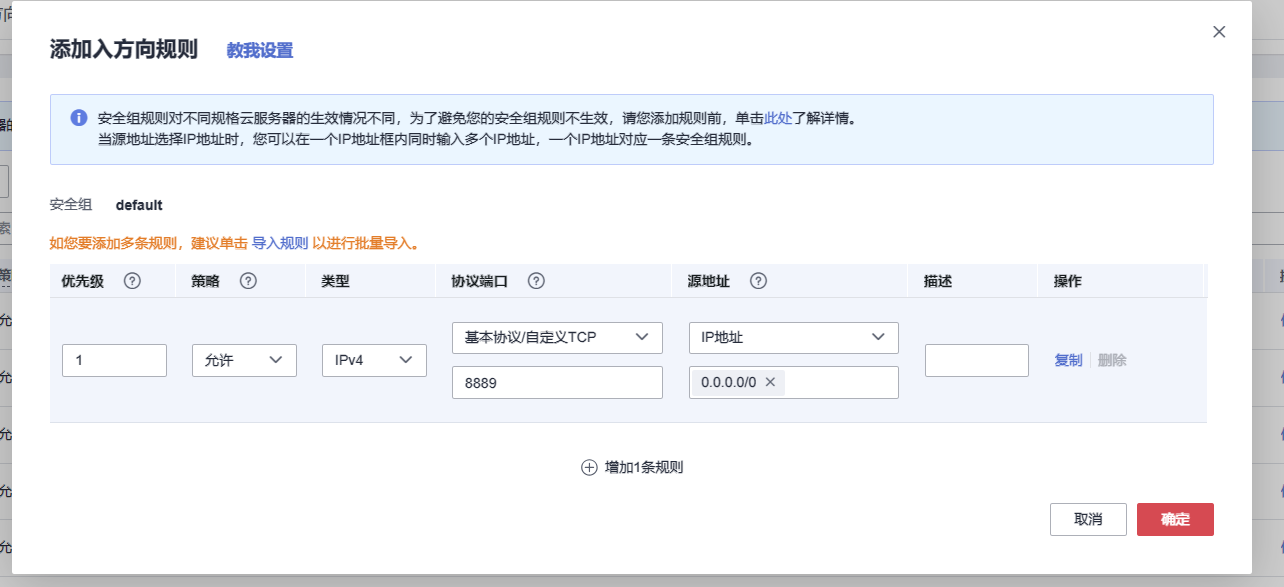 添加入方向规则 教我设置
安全组规则对不同规格云服务器的生效情况不同，为了避免您的安全组规则不生效，请您添加规则前，单击此处了解详情。
当源地址选择IP地址时，您可以在一个IP地址框内同时输入多个IP地址，一个IP地址对应一条安全组规则。
安全组 default
如您要添加多条规则，建议单击 导入规则 以进行批量导入。
优先级 策略 类型 协议端口 源地址 描述 操作
基本协议/自定义TCP IP地址
1 允许 IPv4 复制 删除
8889 0.0.0.0/0
增加1条规则
取消 确定